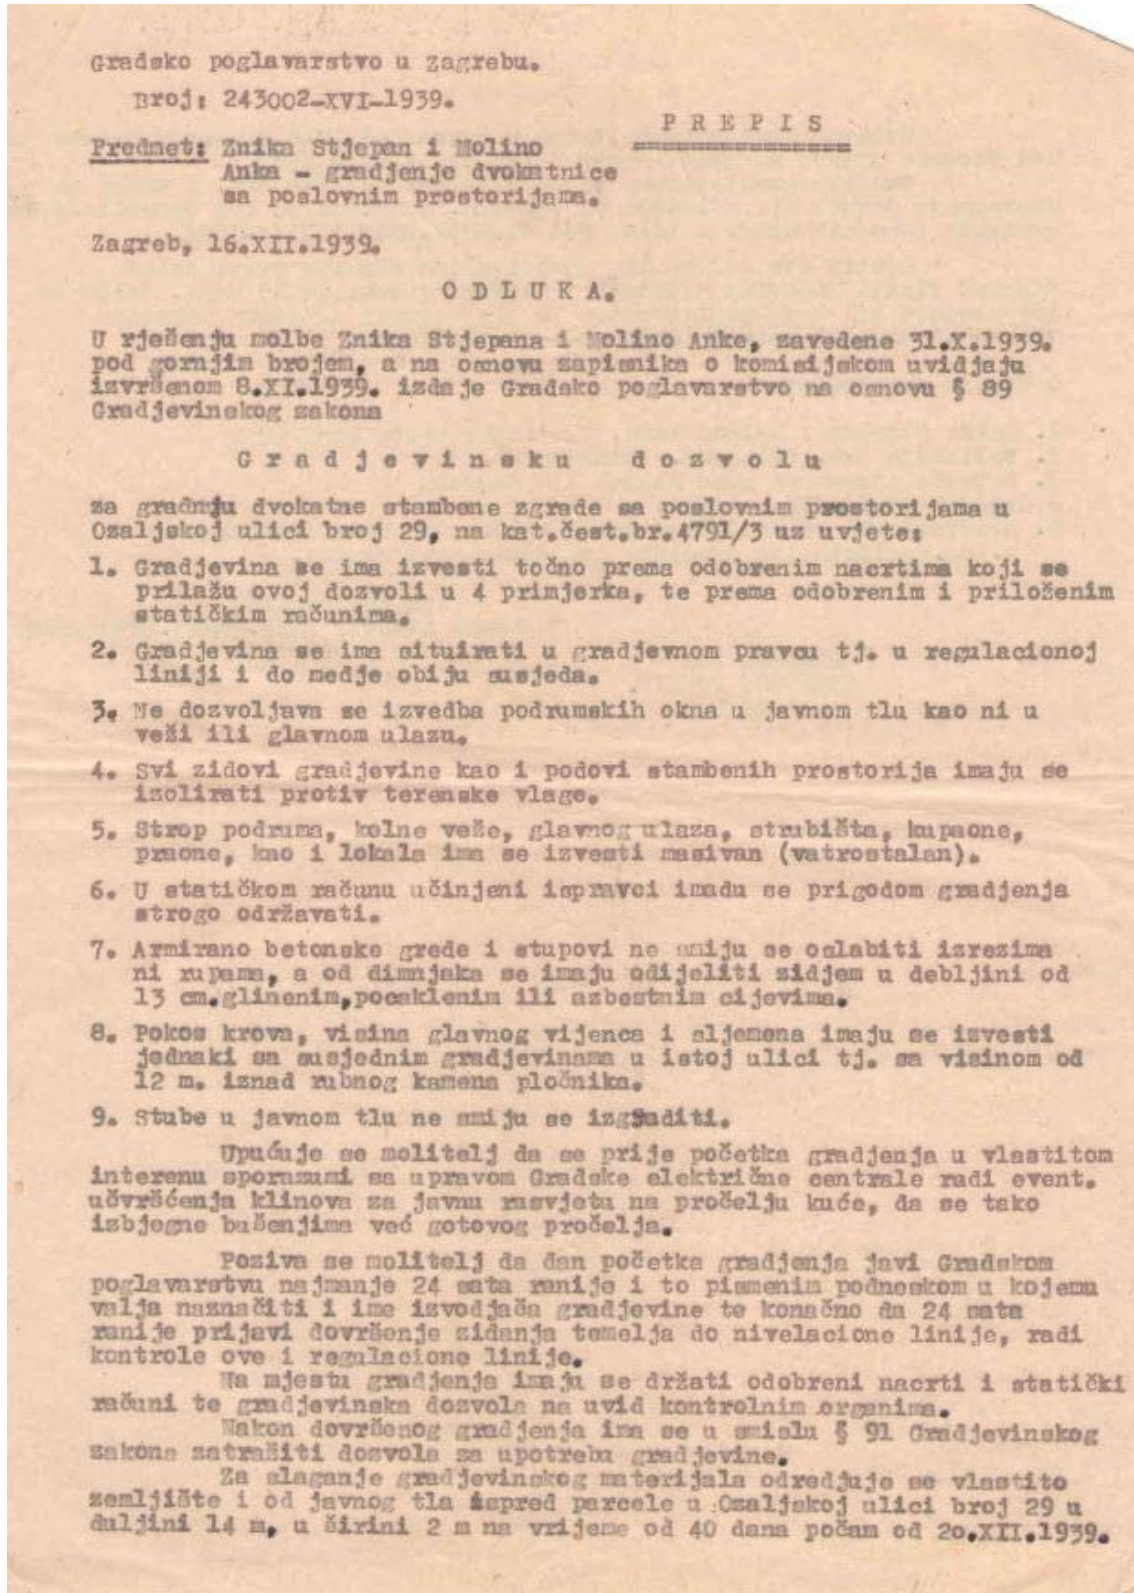 Gradsko poglavarstvo u Zagrebu.
Broj: 243002-XVI-1939.
PREPIS
Predmet: Znika Stjepan i Molino
Anka - gradjenje dvokatnice
sa poslovnim prostorijama.
Zagreb, 16.XII.1939.
ODLUKA.
U rješenju molbe Znika Stjepana i Molino Anke, zavedene 31.X.1939.
pod gornjim brojem, a na osnovu zapisnika o komisijskom uvidjaju
izvršenom 8.XI.1939. izdaje Gradsko poglavarstvo na osnovu § 89
Gradjevinskog zakona
Gradjevinsku dozvolu
za gradnju dvokatne stambene zgrade sa poslovnim prostorijama u
Ozaljskoj ulici broj 29, na kat.čest.br.4791/3 uz uvjete:
1. Gradjevina se ima izvesti točno prema odobrenim nacrtima koji se
prilažu ovoj dozvoli u 4 primjerka, te prema odobrenim i priloženim
statičkim računima.
2. Gradjevina se ima situirati u gradjevnom pravcu tj. u regulacionoj
liniji i do medje obiju susjeda.
3. Ne dozvoljava se izvedba podrumskih okna u javnom tlu kao ni u
veži ili glavnom ulazu.
4. Svi zidovi gradjevine kao i podovi stambenih prostorija imaju se
izolirati protiv terenske vlage.
5. Strop podruma, kolne veže, glavnog ulaza, strubišta, kupaone,
praone, kao i lokala ima se izvesti masivan (vatrostalan).
6. U statičkom računu učinjeni ispravci imadu se prigodom gradjenja
strogo održavati.
7. Armirano betonske grede i stupovi ne smiju se oslabiti izrezima
ni rupama, a od dimnjaka se imaju odijeliti zidjem u debljini od
13 cm.glinenim,pocaklenim ili azbestnim cijevima.
8. Pokos krova, visina glavnog vijenca i sljemena imaju se izvesti
jednaki sa susjednim gradjevinama u istoj ulici tj. sa visinom od
12 m. iznad rubnog kamena pločnika.
9. Stube u javnom tlu ne smiju se izgraditi.
Upućuje se molitelj da se prije početka gradjenja u vlastitom
interenu sporazumi sa upravom Gradske električne centrale radi event.
učvršćenja klinova za javnu rasvjetu na pročelju kuće, da se tako
izbjegne bušenjima već gotovog pročelja.
Poziva se molitelj da dan početka gradjenja javi Gradskom
poglavarstvu najmanje 24 sata ranije i to pismenim podneskom u kojemu
valja naznačiti i ime izvodjača gradjevine te konačno da 24 sata
ranije prijavi dovršenje zidanja temelja do nivelacione linije, radi
kontrole ove i regulacione linije.
Na mjestu gradjenja imaju se držati odobreni nacrti i statički
računi te gradjevinska dozvola na uvid kontrolnim organima.
Nakon dovršenog gradjenja ima se u smislu § 91 Gradjevinskog
zakona zatražiti dozvola za upotrebu gradjevine.
Za slaganje gradjevinskog materijala odredjuje se vlastito
zemljište i od javnog tla ispred parcele u Ozaljskoj ulici broj 29 u
duljini 14 m, u širini 2 m na vrijeme od 40 dana počam od 20.XII.1939.